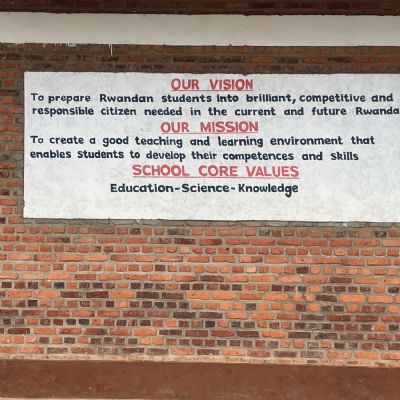 OUR VISION
To prepare Rwandan students into brilliant, competitive and
responsible citizen needed in the current and future Rwanda
OUR MISSION
To create a good teaching and learning environment that
enables students to develop their competences and skills
SCHOOL CORE VALUES
Education-Science-Knowledge